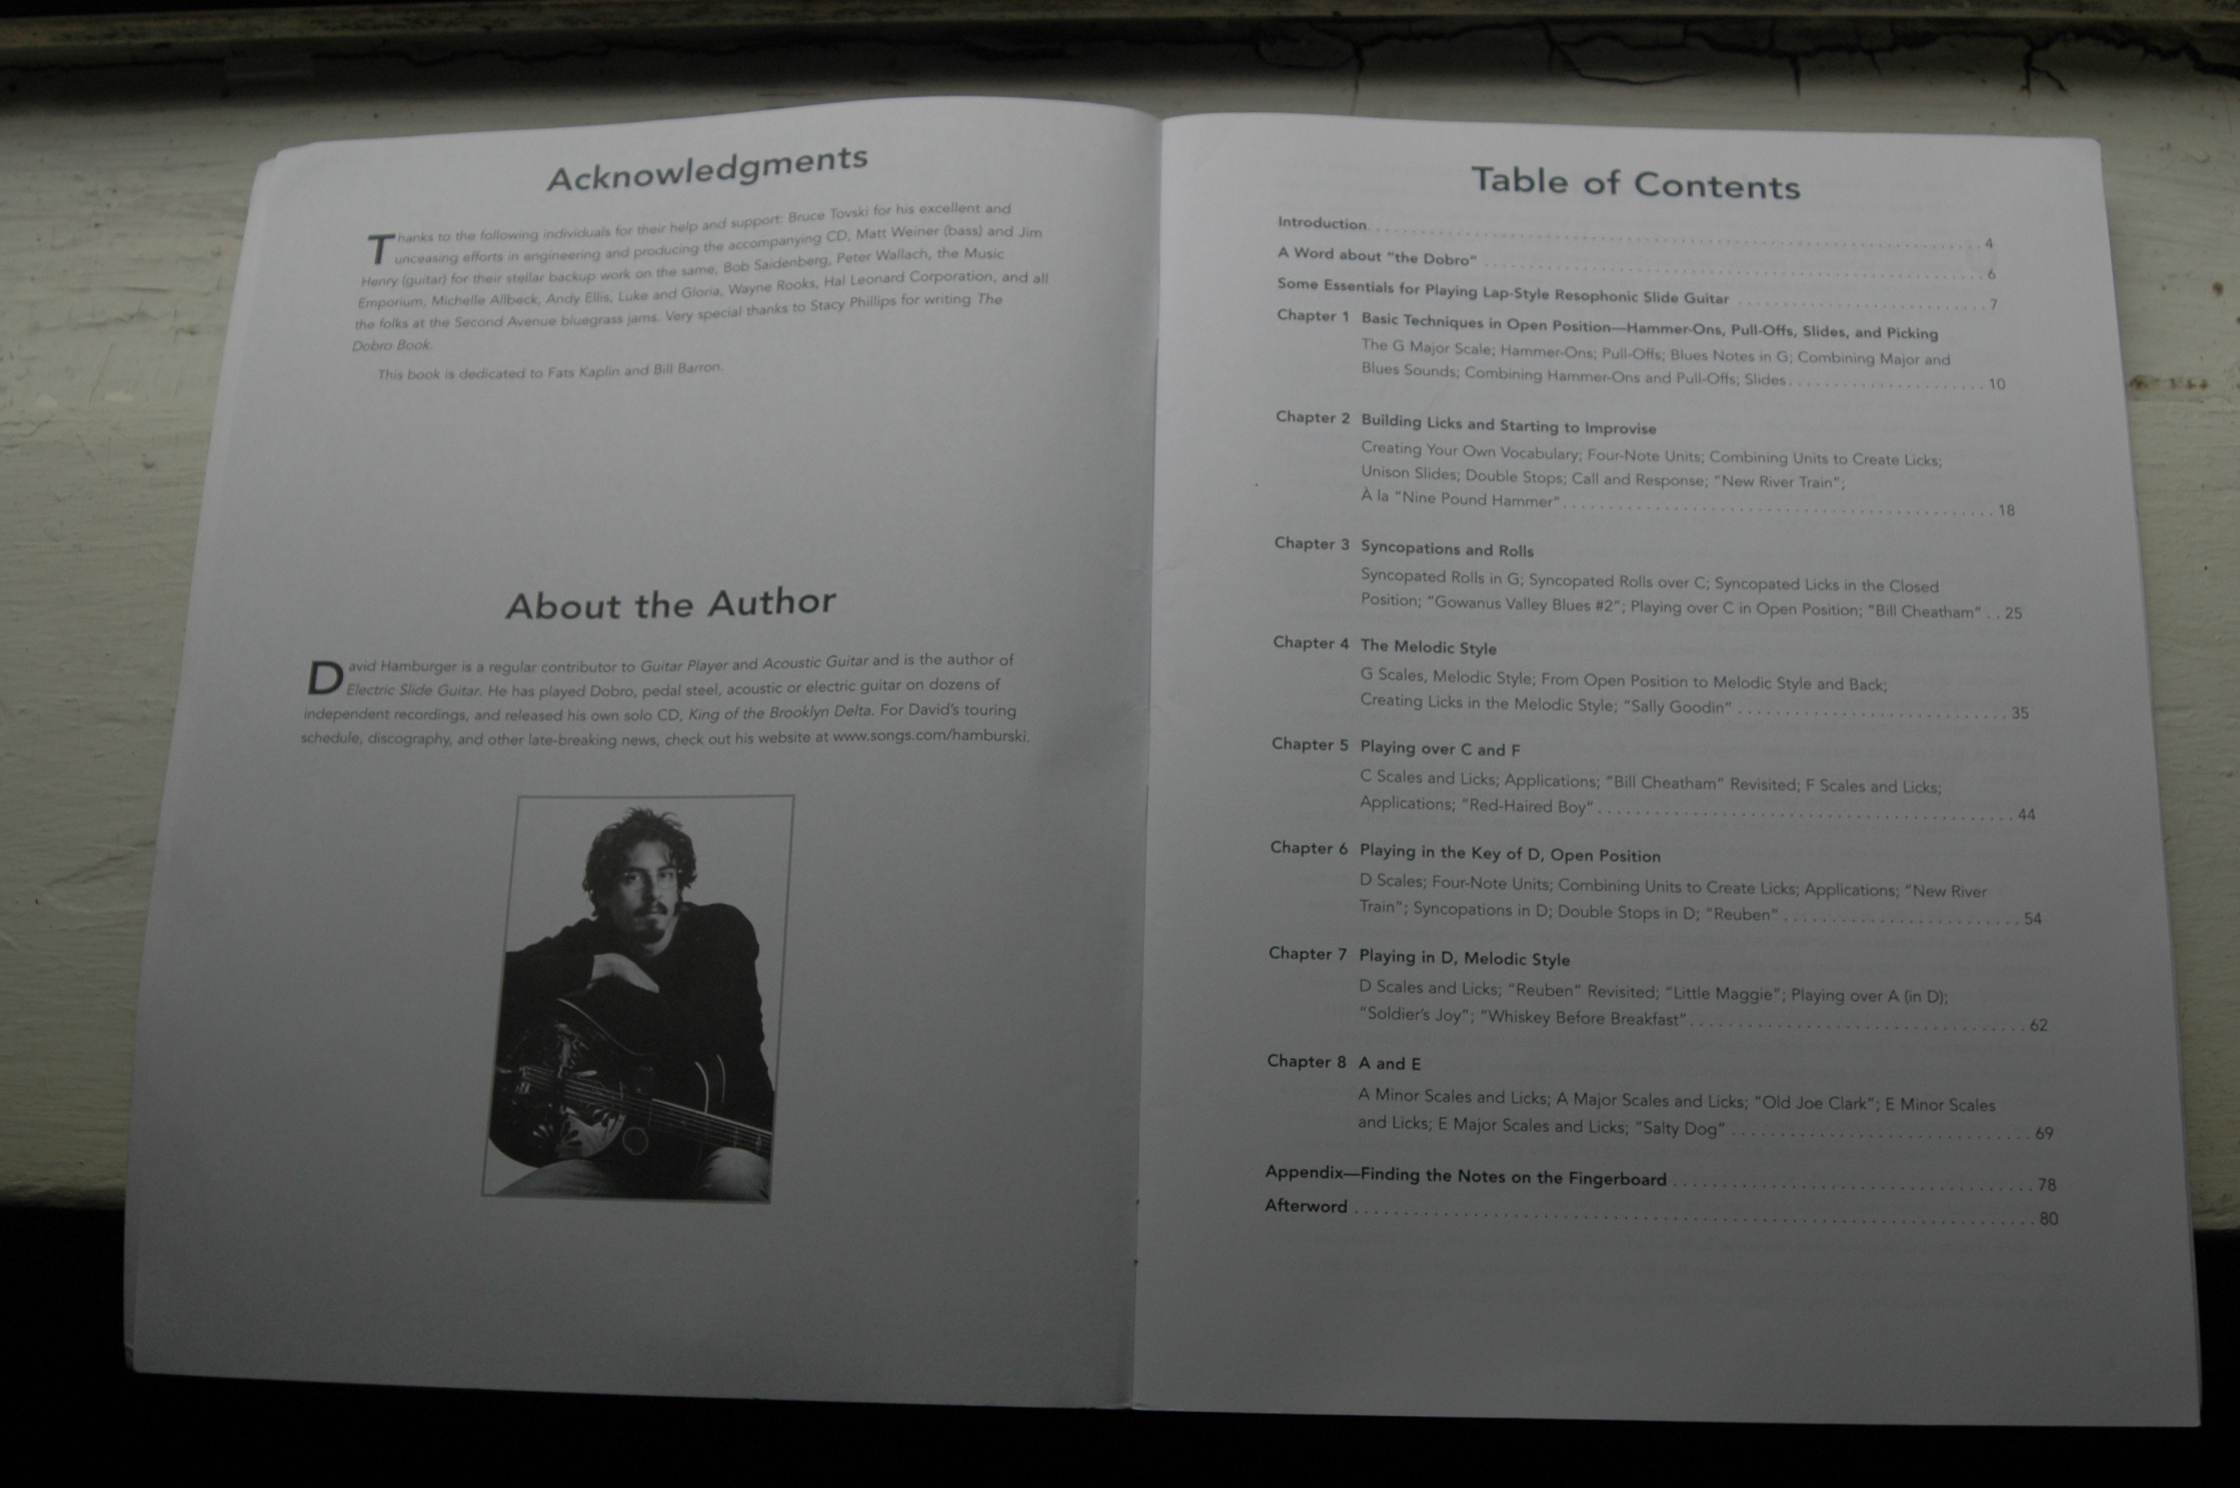 Acknowledgments
Thanks to the following individuals for their help and support: Bruce Tovski for his excellent and
unceasing efforts in engineering and producing the accompanying CD, Matt Weiner (bass) and Jim
Henry (guitar) for their stellar backup work on the same, Bob Saidenberg, Peter Wallach, the Music
Emporium, Michelle Allbeck, Andy Ellis, Luke and Gloria, Wayne Rooks, Hal Leonard Corporation, and all
the folks at the Second Avenue bluegrass jams. Very special thanks to Stacy Phillips for writing The
Dobro Book.
This book is dedicated to Fats Kaplin and Bill Barron.
About the Author
David Hamburger is a regular contributor to Guitar Player and Acoustic Guitar and is the author of
Electric Slide Guitar. He has played Dobro, pedal steel, acoustic or electric guitar on dozens of
independent recordings, and released his own solo CD, King of the Brooklyn Delta. For David's touring
schedule, discography, and other late-breaking news, check out his website at www.songs.com/hamburski.
Table of Contents
Introduction. . . . . . . . . . . . . . . . . . . . 4
A Word about "the Dobro" . . . . . . . . . . . . . . . . . . . . 6
Some Essentials for Playing Lap-Style Resophonic Slide Guitar . . . . . . . . . . . . . . . . . . . . 7
Chapter 1 Basic Techniques in Open Position—Hammer-Ons, Pull-Offs, Slides, and Picking
The G Major Scale; Hammer-Ons; Pull-Offs; Blues Notes in G; Combining Major and
Blues Sounds; Combining Hammer-Ons and Pull-Offs; Slides. . . . . . . . . . . . . . . . . . . . 10
Chapter 2 Building Licks and Starting to Improvise
Creating Your Own Vocabulary; Four-Note Units; Combining Units to Create Licks;
Unison Slides; Double Stops; Call and Response; "New River Train";
À la "Nine Pound Hammer". . . . . . . . . . . . . . . . . . . . 18
Chapter 3 Syncopations and Rolls
Syncopated Rolls in G; Syncopated Rolls over C; Syncopated Licks in the Closed
Position; "Gowanus Valley Blues #2"; Playing over C in Open Position; "Bill Cheatham" . . 25
Chapter 4 The Melodic Style
G Scales, Melodic Style; From Open Position to Melodic Style and Back;
Creating Licks in the Melodic Style; "Sally Goodin" . . . . . . . . . . . . . . . . . . . . 35
Chapter 5 Playing over C and F
C Scales and Licks; Applications; "Bill Cheatham" Revisited; F Scales and Licks;
Applications; "Red-Haired Boy". . . . . . . . . . . . . . . . . . . . 44
Chapter 6 Playing in the Key of D, Open Position
D Scales; Four-Note Units; Combining Units to Create Licks; Applications; "New River
Train"; Syncopations in D; Double Stops in D; "Reuben" . . . . . . . . . . . . . . . . . . . . 54
Chapter 7 Playing in D, Melodic Style
D Scales and Licks; "Reuben" Revisited; "Little Maggie"; Playing over A (in D);
"Soldier's Joy"; "Whiskey Before Breakfast". . . . . . . . . . . . . . . . . . . . 62
Chapter 8 A and E
A Minor Scales and Licks; A Major Scales and Licks; "Old Joe Clark"; E Minor Scales
and Licks; E Major Scales and Licks; "Salty Dog" . . . . . . . . . . . . . . . . . . . . 69
Appendix—Finding the Notes on the Fingerboard . . . . . . . . . . . . . . . . . . . . 78
Afterword . . . . . . . . . . . . . . . . . . . . 80